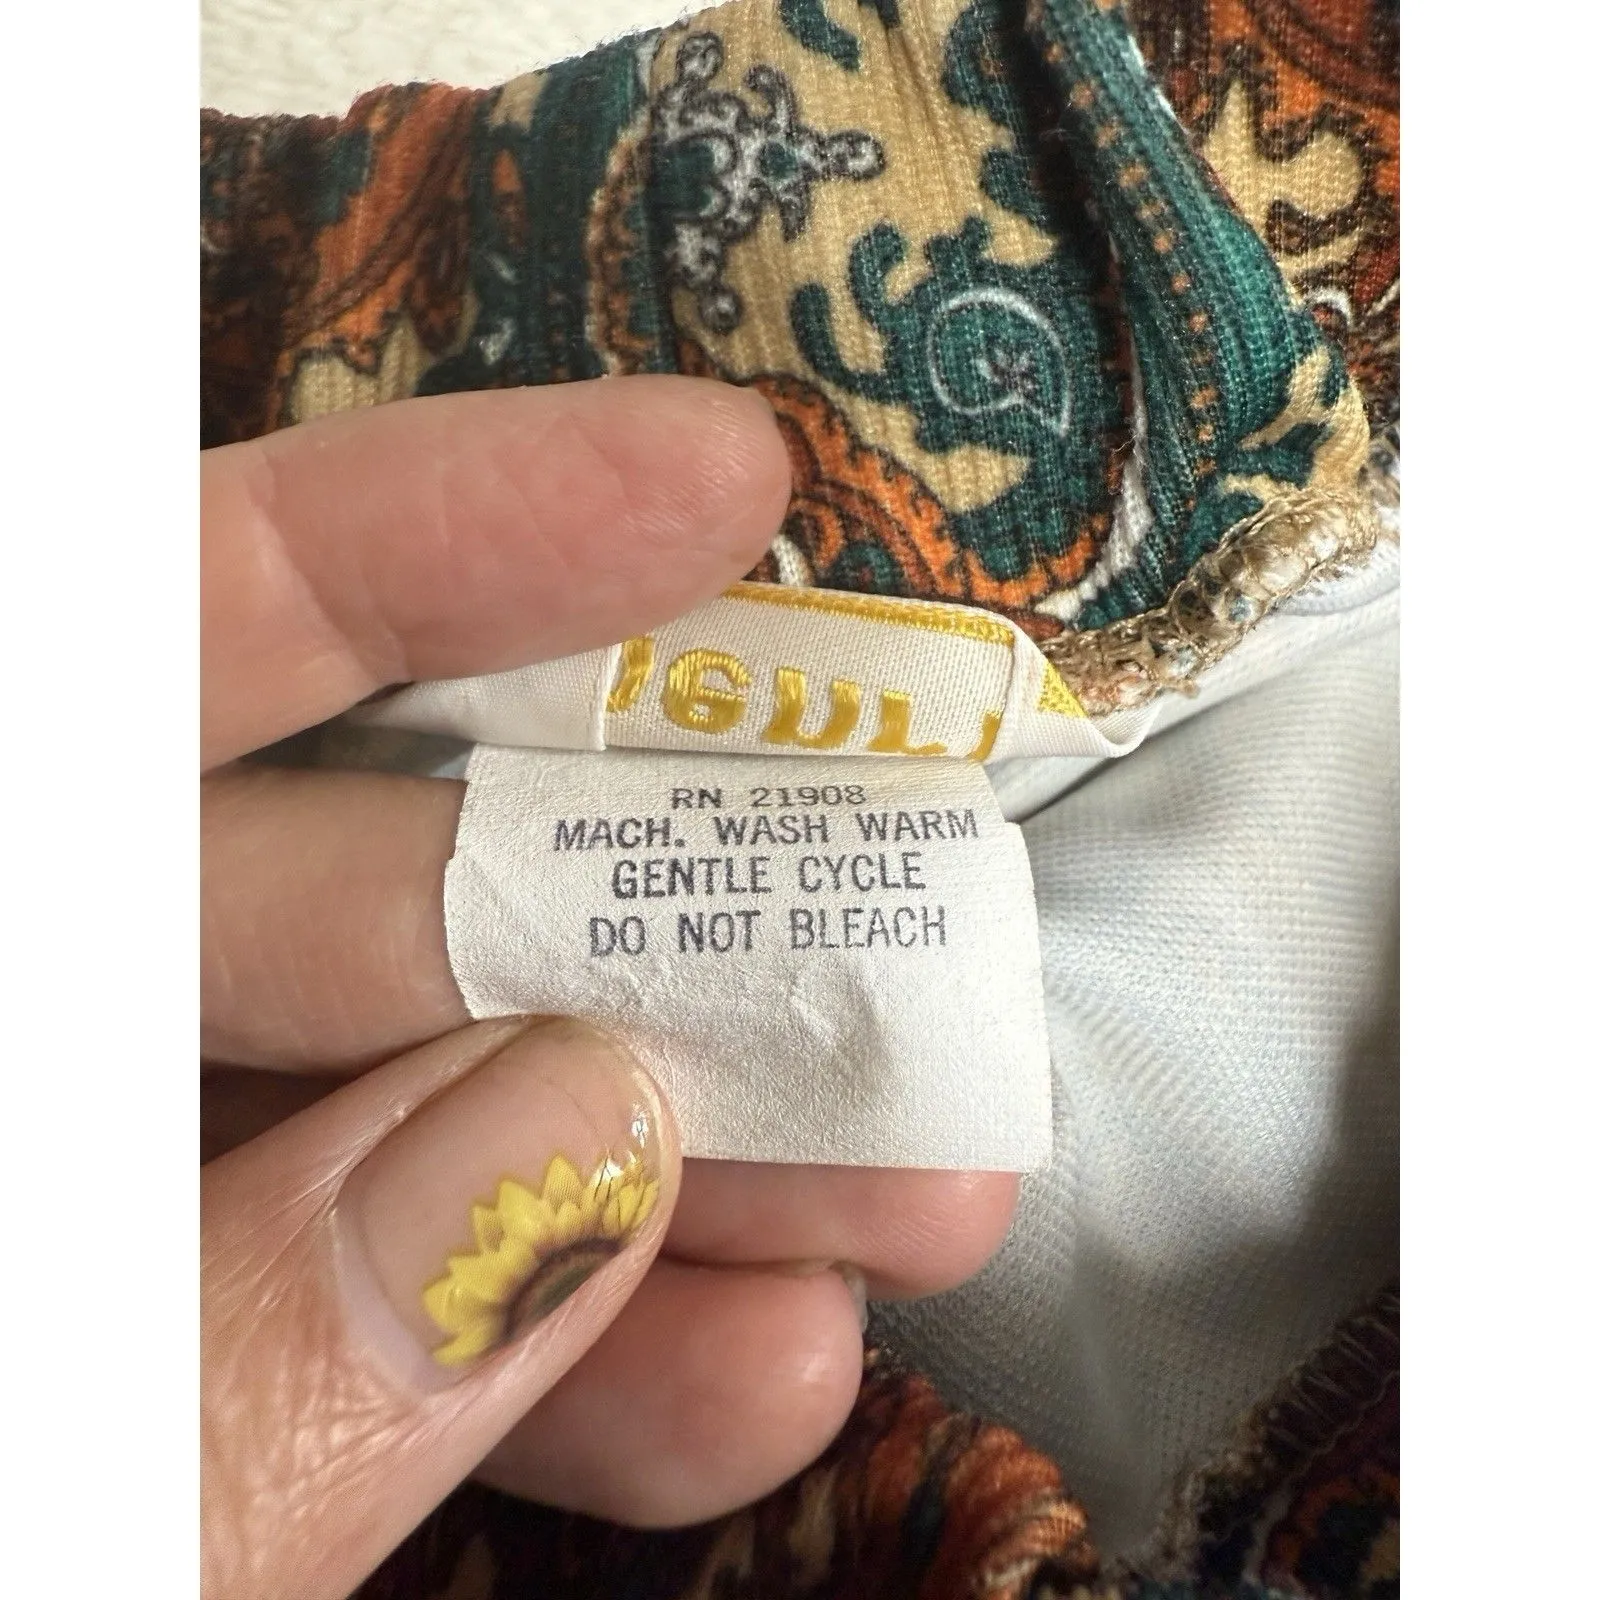 RN 21908
MACH. WASH WARM
GENTLE CYCLE
DO NOT BLEACH